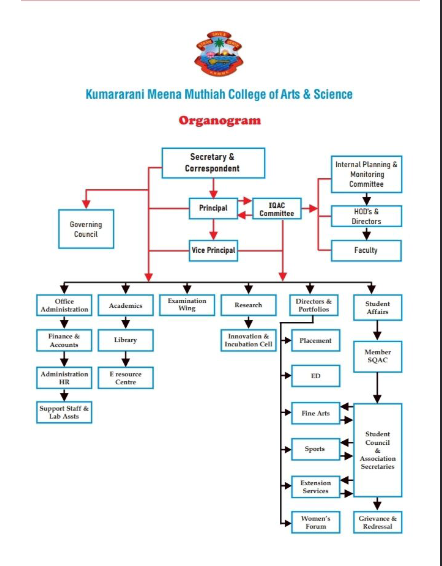 Kumararani Meena Muthiah College of Arts & Science
Organogram
Secretary &
Correspondent
Internal Planning &
Monitoring
Committee
Principal
IQAC
Committee
HOD's &
Directors
Governing
Council
Vice Principal
Faculty
Office
Administration
Academics
Examination
Wing
Research
Directors &
Portfolios
Student
Affairs
Finance &
Accounts
Library
Innovation &
Incubation Cell
Placement
Member
SQAC
Administration
HR
E resource
Centre
ED
Support Staff &
Lab Assts
Fine Arts
Student
Council
&
Association
Secretaries
Sports
Extension
Services
Women's
Forum
Grievance &
Redressal